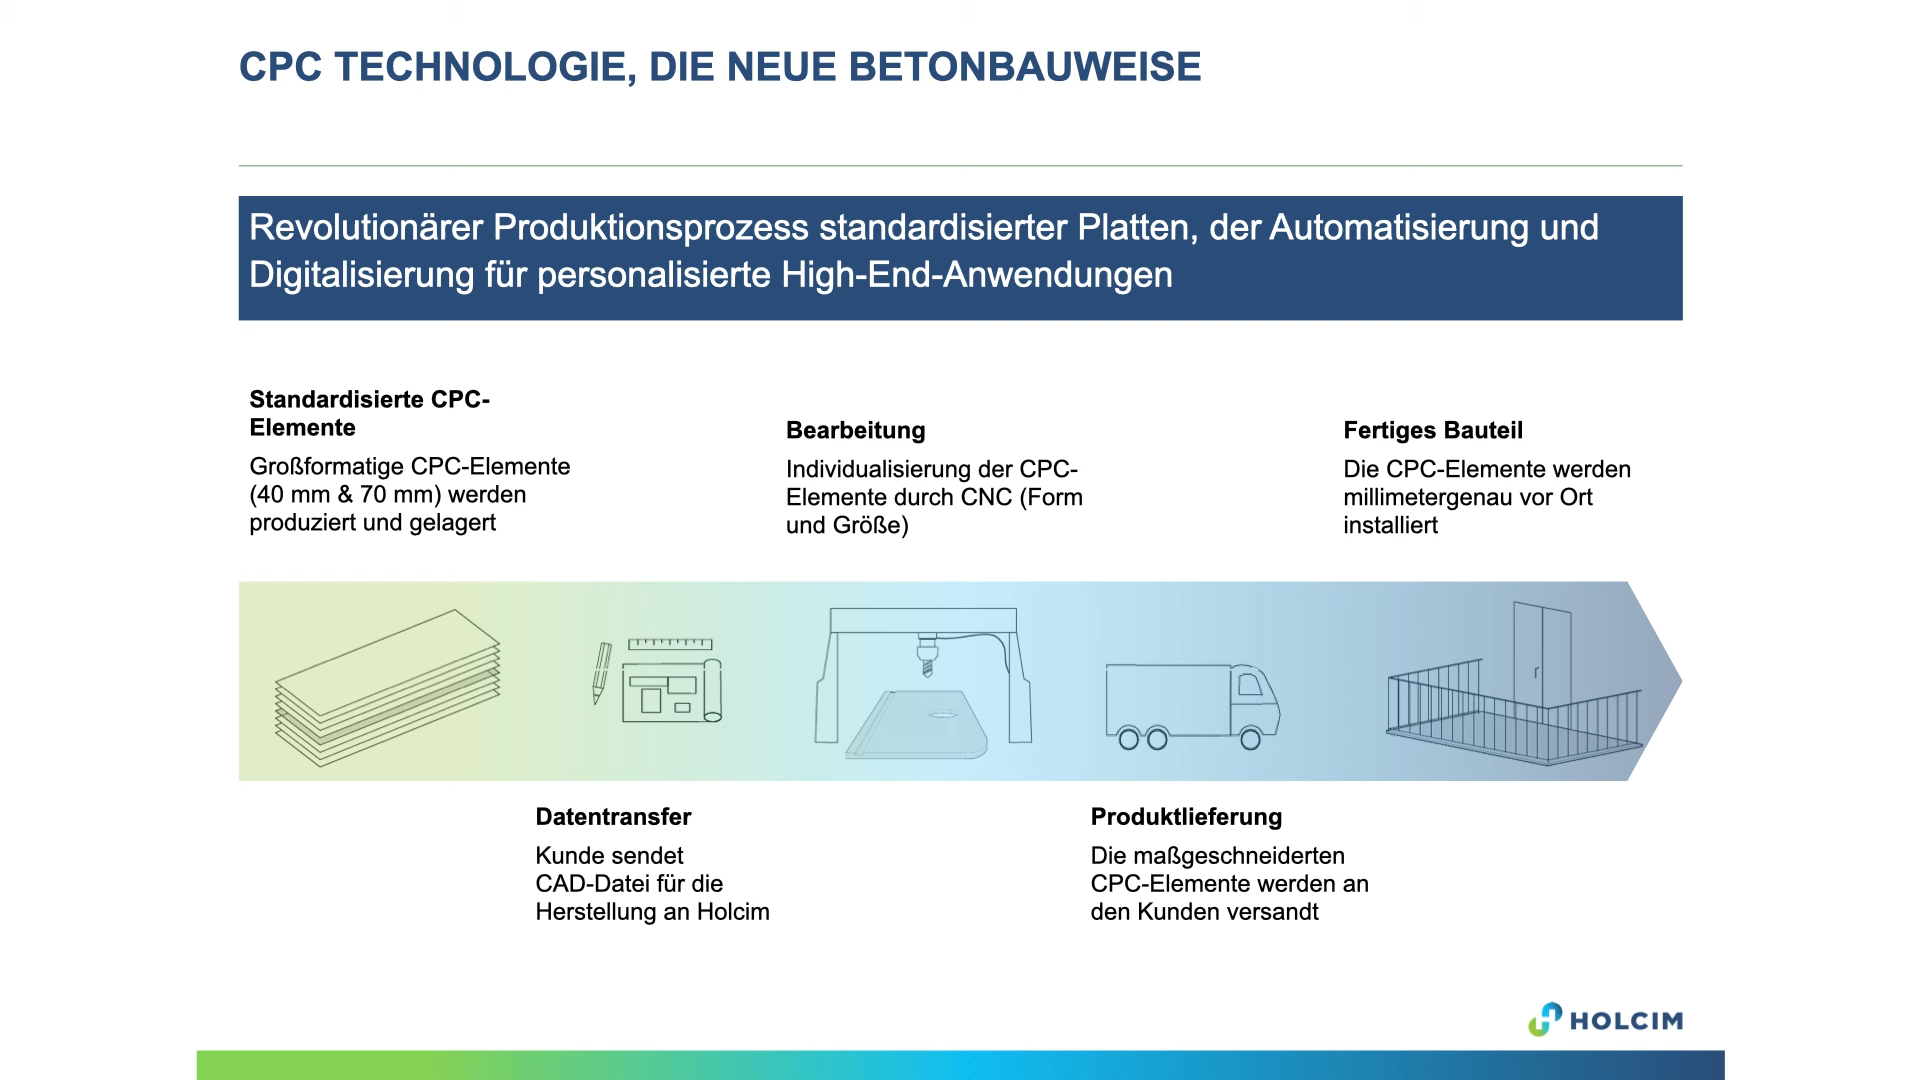 CPC TECHNOLOGIE, DIE NEUE BETONBAUWEISE
Revolutionärer Produktionsprozess standardisierter Platten, der Automatisierung und
Digitalisierung für personalisierte High-End-Anwendungen
Standardisierte CPC-
Elemente
Großformatige CPC-Elemente
(40 mm & 70 mm) werden
produziert und gelagert
Bearbeitung
Individualisierung der CPC-
Elemente durch CNC (Form
und Größe)
Fertiges Bauteil
Die CPC-Elemente werden
millimetergenau vor Ort
installiert
Datentransfer
Kunde sendet
CAD-Datei für die
Herstellung an Holcim
Produktlieferung
Die maßgeschneiderten
CPC-Elemente werden an
den Kunden versandt
HOLCIM